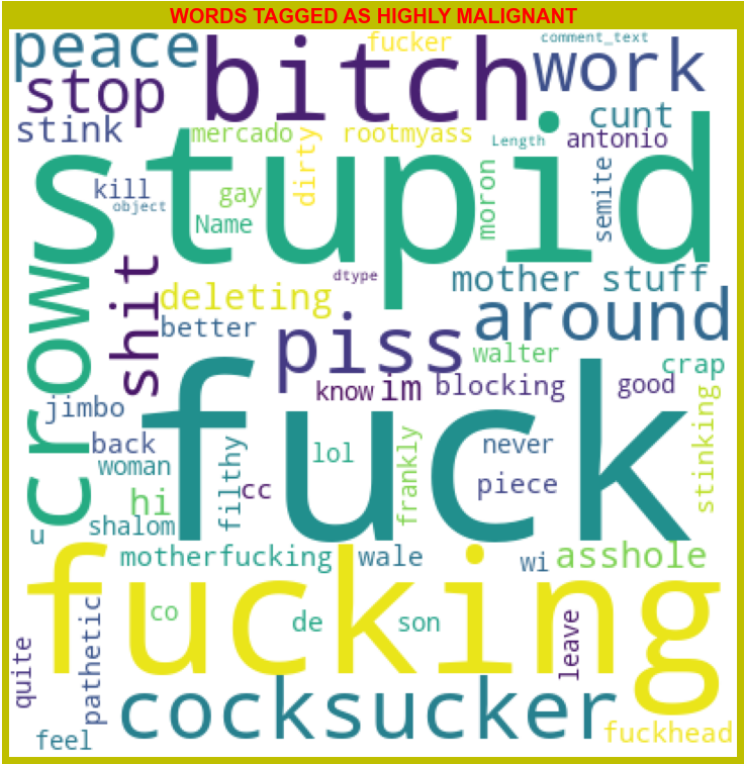 WORDS TAGGED AS HIGHLY MALIGNANT
peace
fucker
comment_text
bitch
work
stop
cunt
stink
mercado
rootmyass
Length
antonio
stupid
dirty
moron
semite
kill
gay
object
Name
crow
shit
dtype
mother
stuff
deleting
around
better
piss
walter
crap
know
im
blocking
good
jimbo
fuck
stinking
back
filthy
lol
frankly
never
woman
cc
piece
hi
u
shalom
motherfucking
wale
wi
asshole
fucking
co
de
son
leave
quite
pathetic
cocksucker
feel
fuckhead